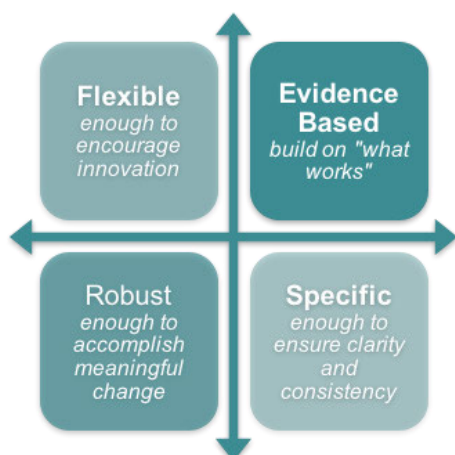 Flexible
enough to
encourage
innovation
Evidence
Based
build on "what
works"
Robust
enough to
accomplish
meaningful
change
Specific
enough to
ensure clarity
and
consistency